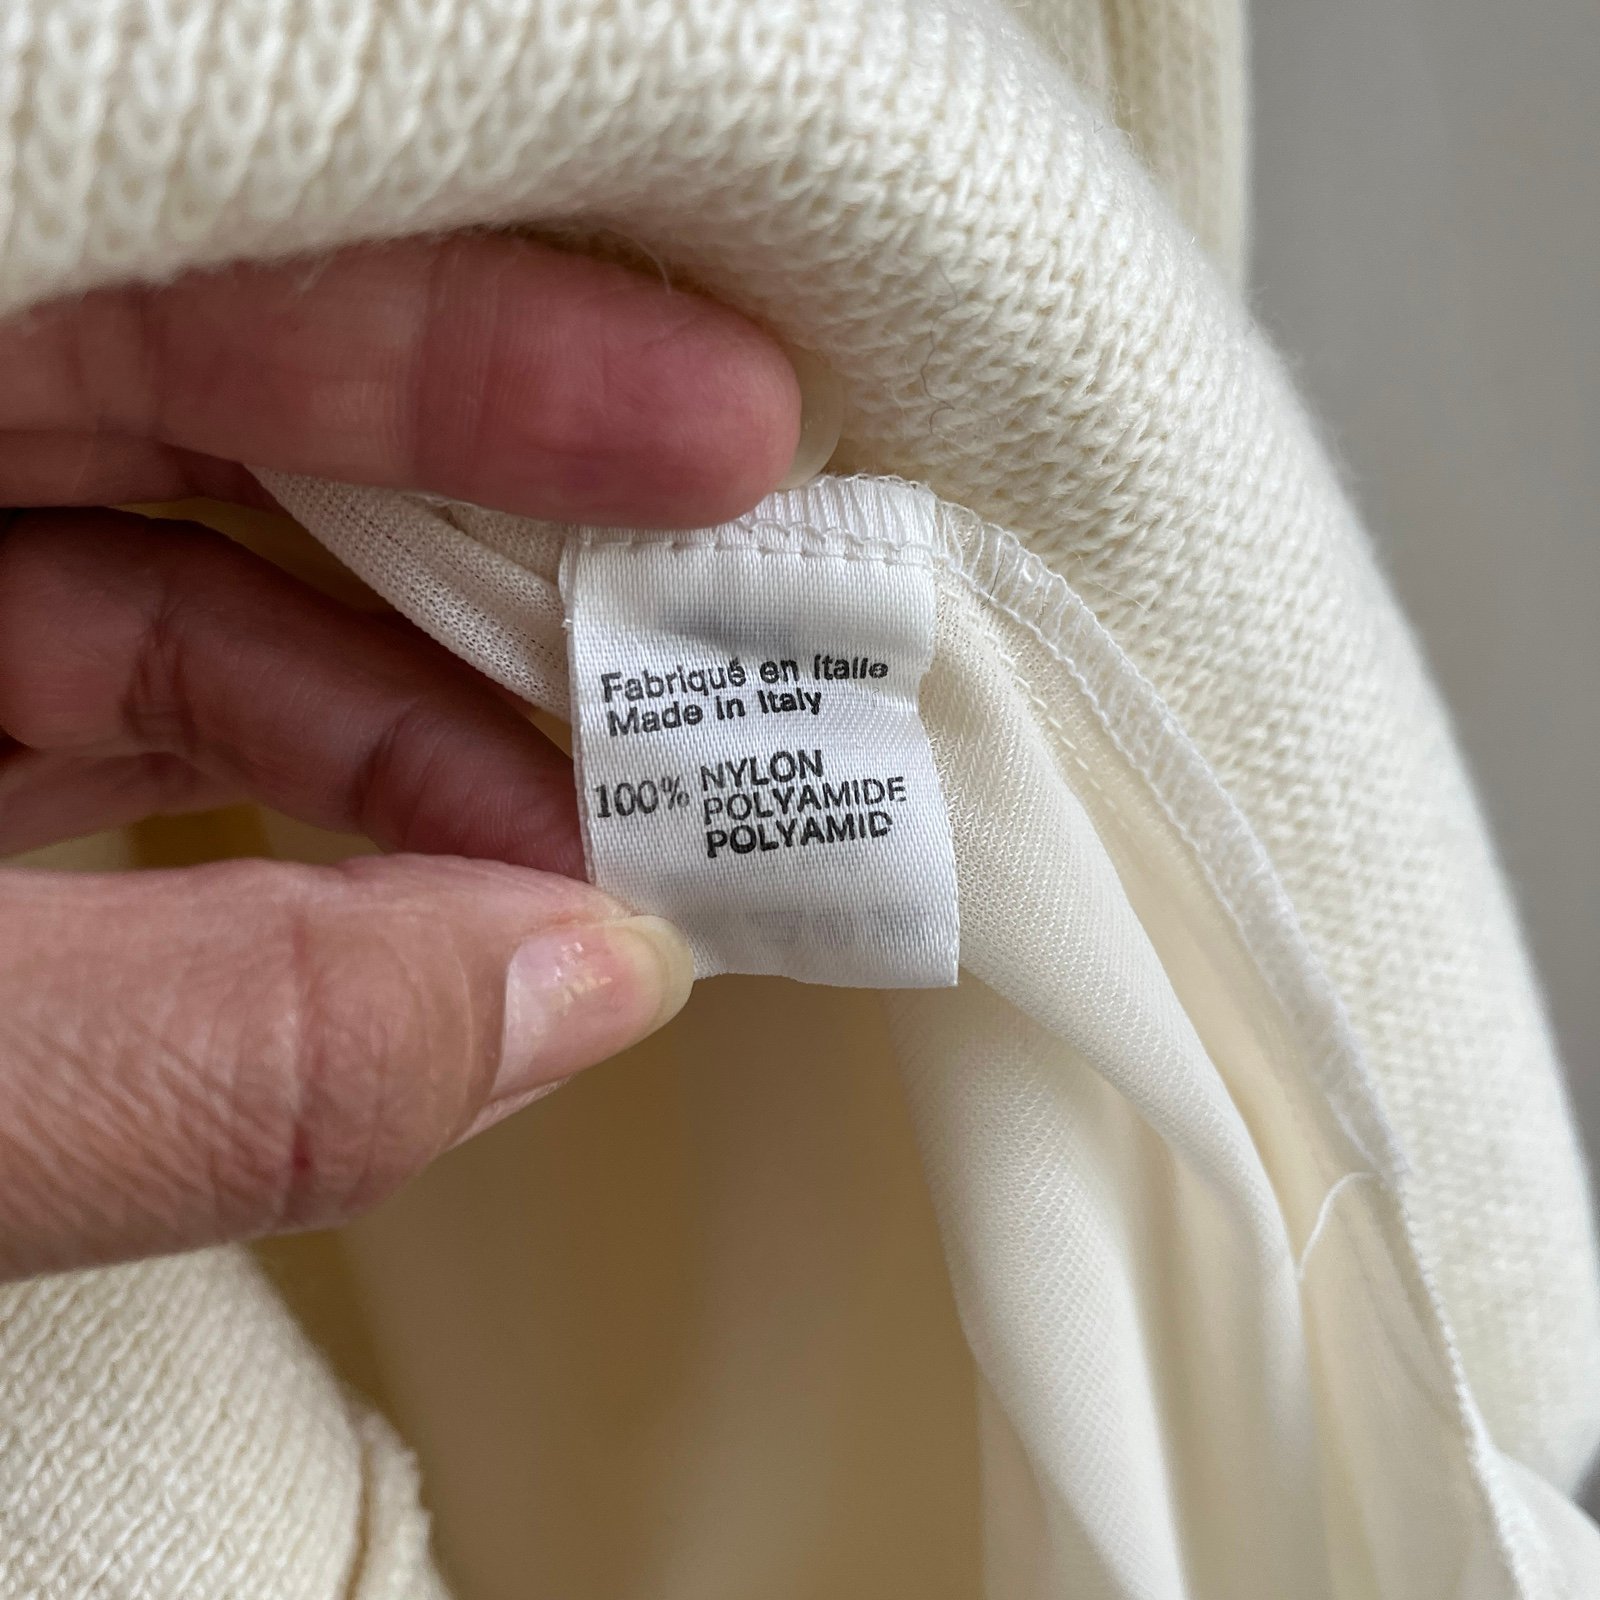 Fabriqué en Italie
Made in Italy
NYLON
100% POLYAMIDE
POLYAMID